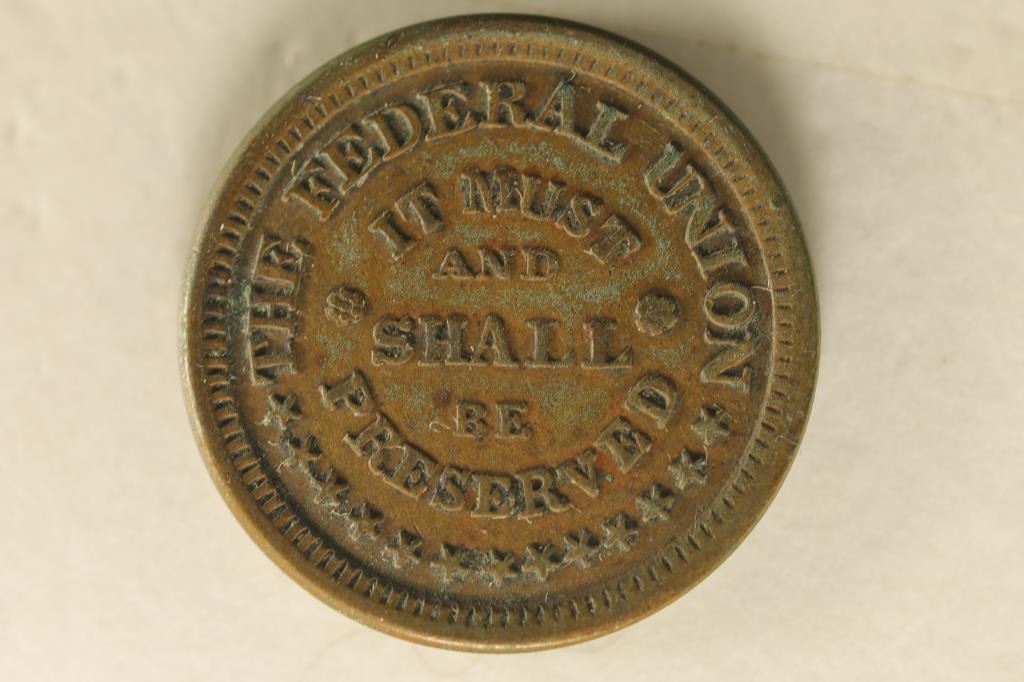 THE FEDERAL UNION
IT MUST
AND
SHALL
BE
PRESERVED